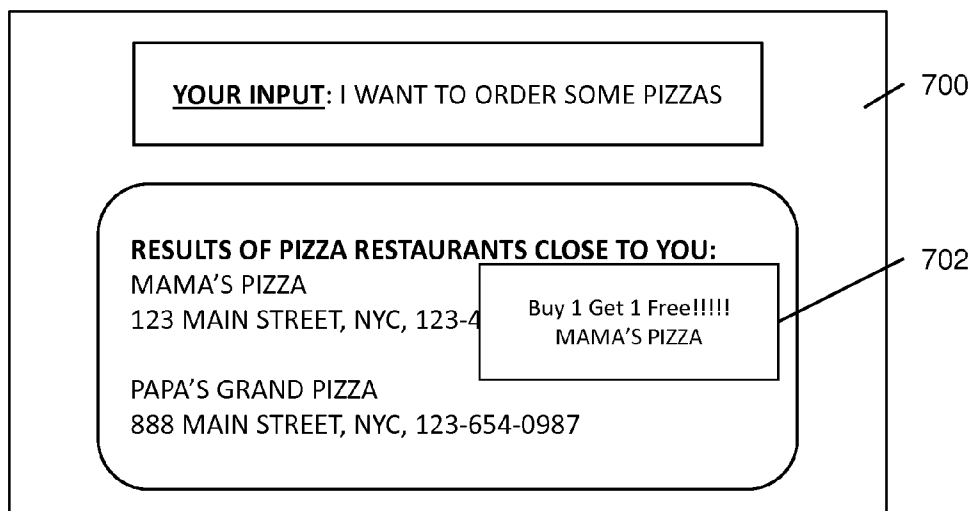 YOUR INPUT: I WANT TO ORDER SOME PIZZAS
700
RESULTS OF PIZZA RESTAURANTS CLOSE TO YOU:
702
MAMA'S PIZZA
123 MAIN STREET, NYC, 123-4
Buy 1 Get 1 Free!!!!!
MAMA'S PIZZA
PAPA'S GRAND PIZZA
888 MAIN STREET, NYC, 123-654-0987